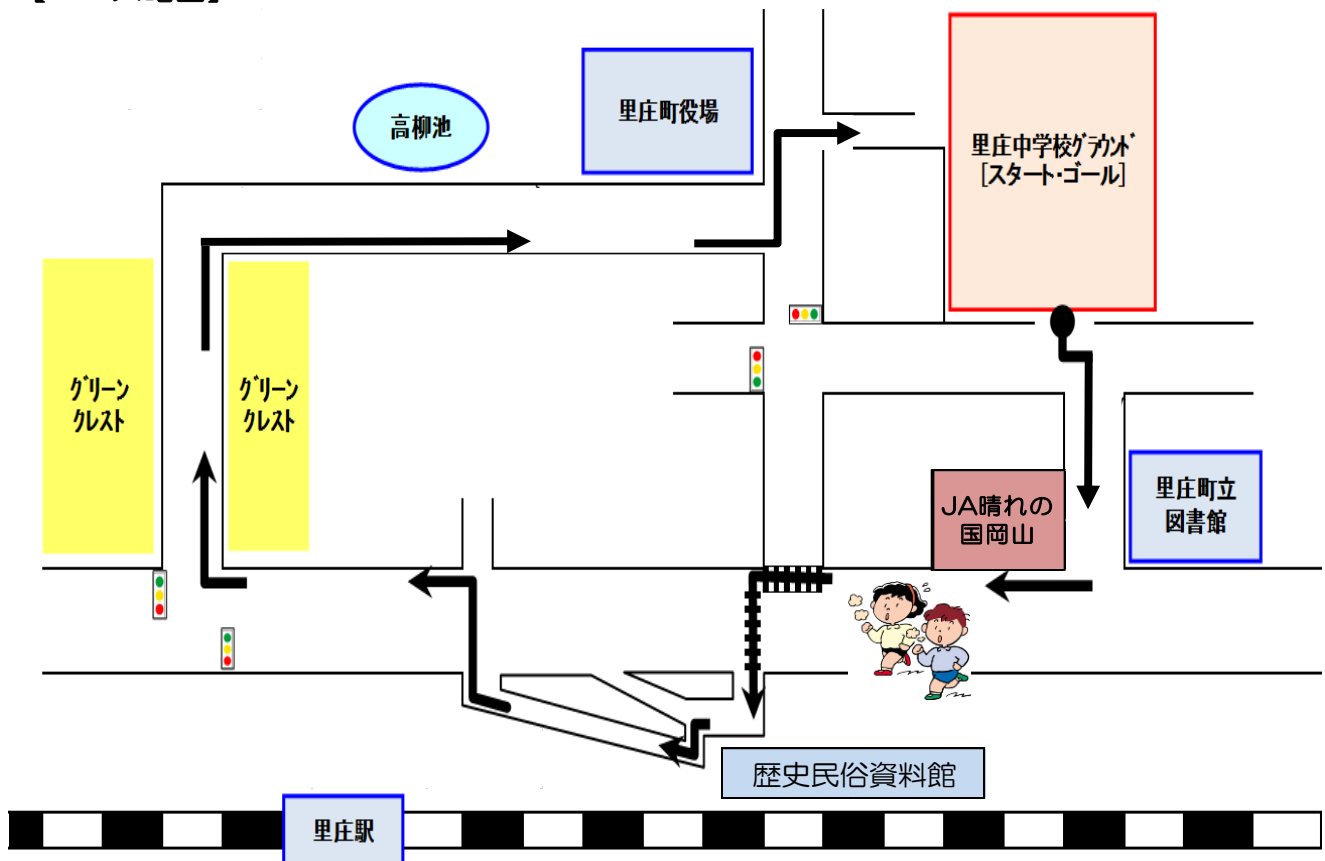 高柳池
里庄町役場
里庄中学校グラウンド
[スタート・ゴール]
グリーン
クレスト
グリーン
クレスト
JA晴れの
国岡山
里庄町立
図書館
歴史民俗資料館
里庄駅